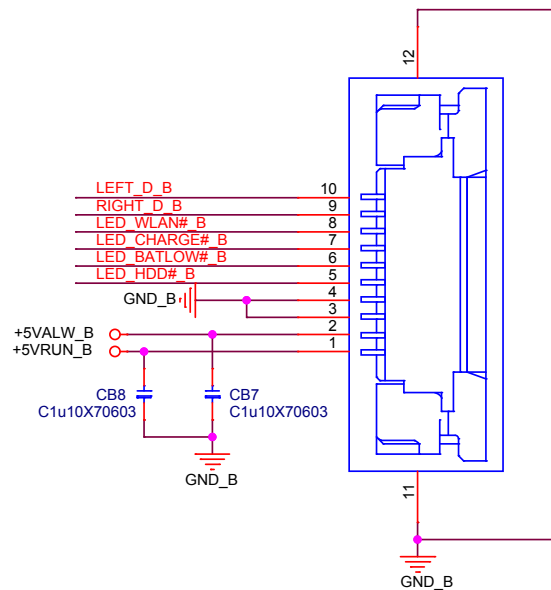 12
LEFT_D_B 10
RIGHT_D_B 9
LED_WLAN#_B 8
LED_CHARGE#_B 7
LED_BATLOW#_B 6
LED_HDD#_B 5
GND_B 4
3
+5VALW_B 2
+5VRUN_B 1
CB8 CB7
C1u10X70603 C1u10X70603
GND_B
11
GND_B